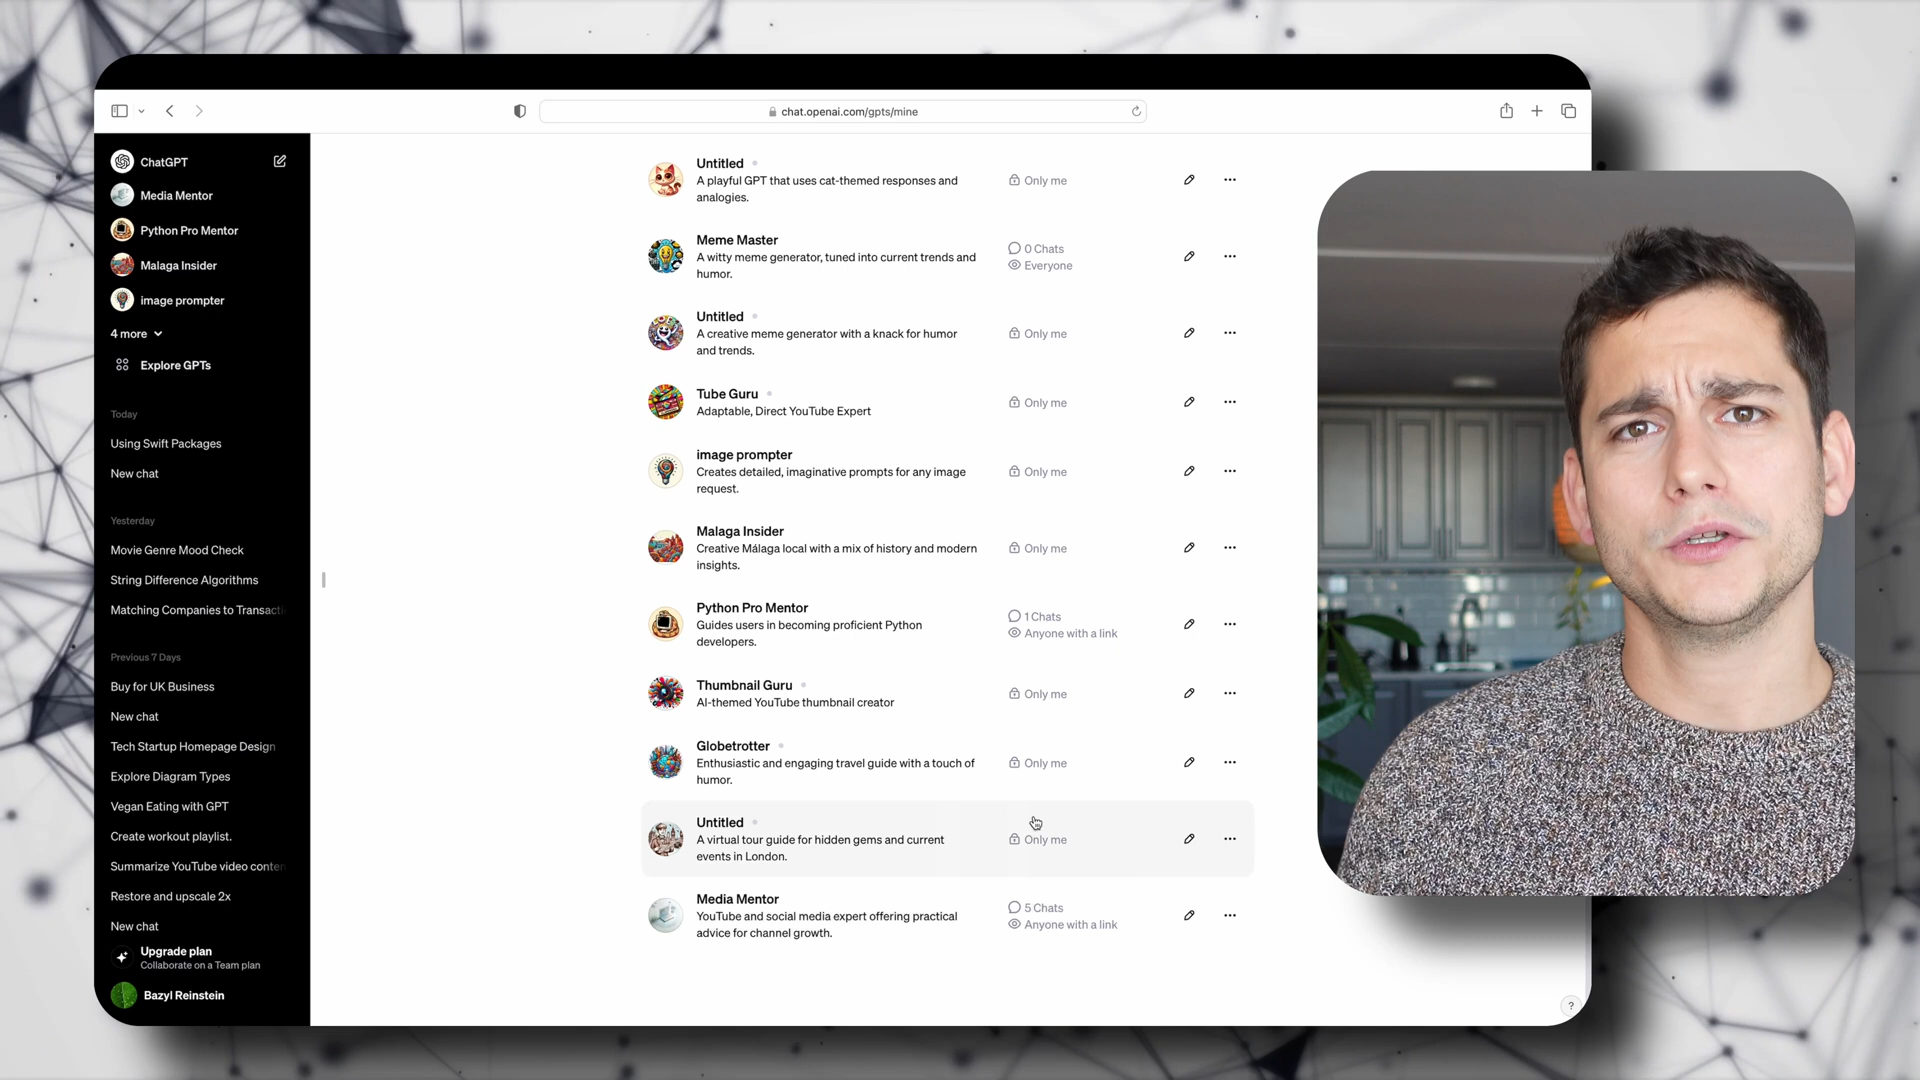 chat.openai.com/gpts/mine
ChatGPT
Media Mentor
Python Pro Mentor
Malaga Insider
image prompter
4 more
Explore GPTs
Today
Using Swift Packages
New chat
Yesterday
Movie Genre Mood Check
String Difference Algorithms
Matching Companies to Transacti
Previous 7 Days
Buy for UK Business
New chat
Tech Startup Homepage Design
Explore Diagram Types
Vegan Eating with GPT
Create workout playlist.
Summarize YouTube video conten
Restore and upscale 2x
New chat
Upgrade plan
Collaborate on a Team plan
Bazyl Reinstein
Untitled
A playful GPT that uses cat-themed responses and
analogies.
Only me
Meme Master
A witty meme generator, tuned into current trends and
humor.
0 Chats
Everyone
Untitled
A creative meme generator with a knack for humor
and trends.
Only me
Tube Guru
Adaptable, Direct YouTube Expert
Only me
image prompter
Creates detailed, imaginative prompts for any image
request.
Only me
Malaga Insider
Creative Málaga local with a mix of history and modern
insights.
Only me
Python Pro Mentor
Guides users in becoming proficient Python
developers.
1 Chats
Anyone with a link
Thumbnail Guru
AI-themed YouTube thumbnail creator
Only me
Globetrotter
Enthusiastic and engaging travel guide with a touch of
humor.
Only me
Untitled
A virtual tour guide for hidden gems and current
events in London.
Only me
Media Mentor
YouTube and social media expert offering practical
advice for channel growth.
5 Chats
Anyone with a link
?